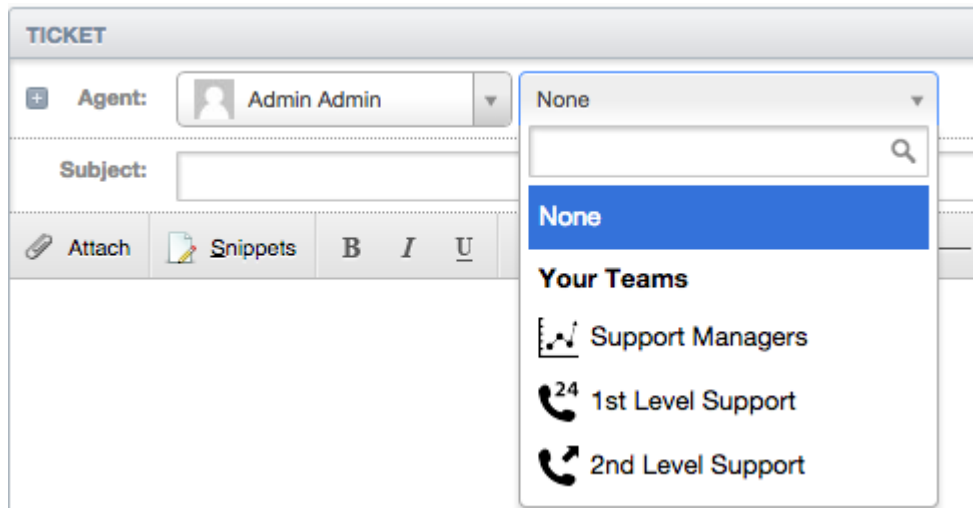 TICKET
Agent: Admin Admin None
Subject:
None
Attach Snippets B I U
Your Teams
Support Managers
24 1st Level Support
2nd Level Support